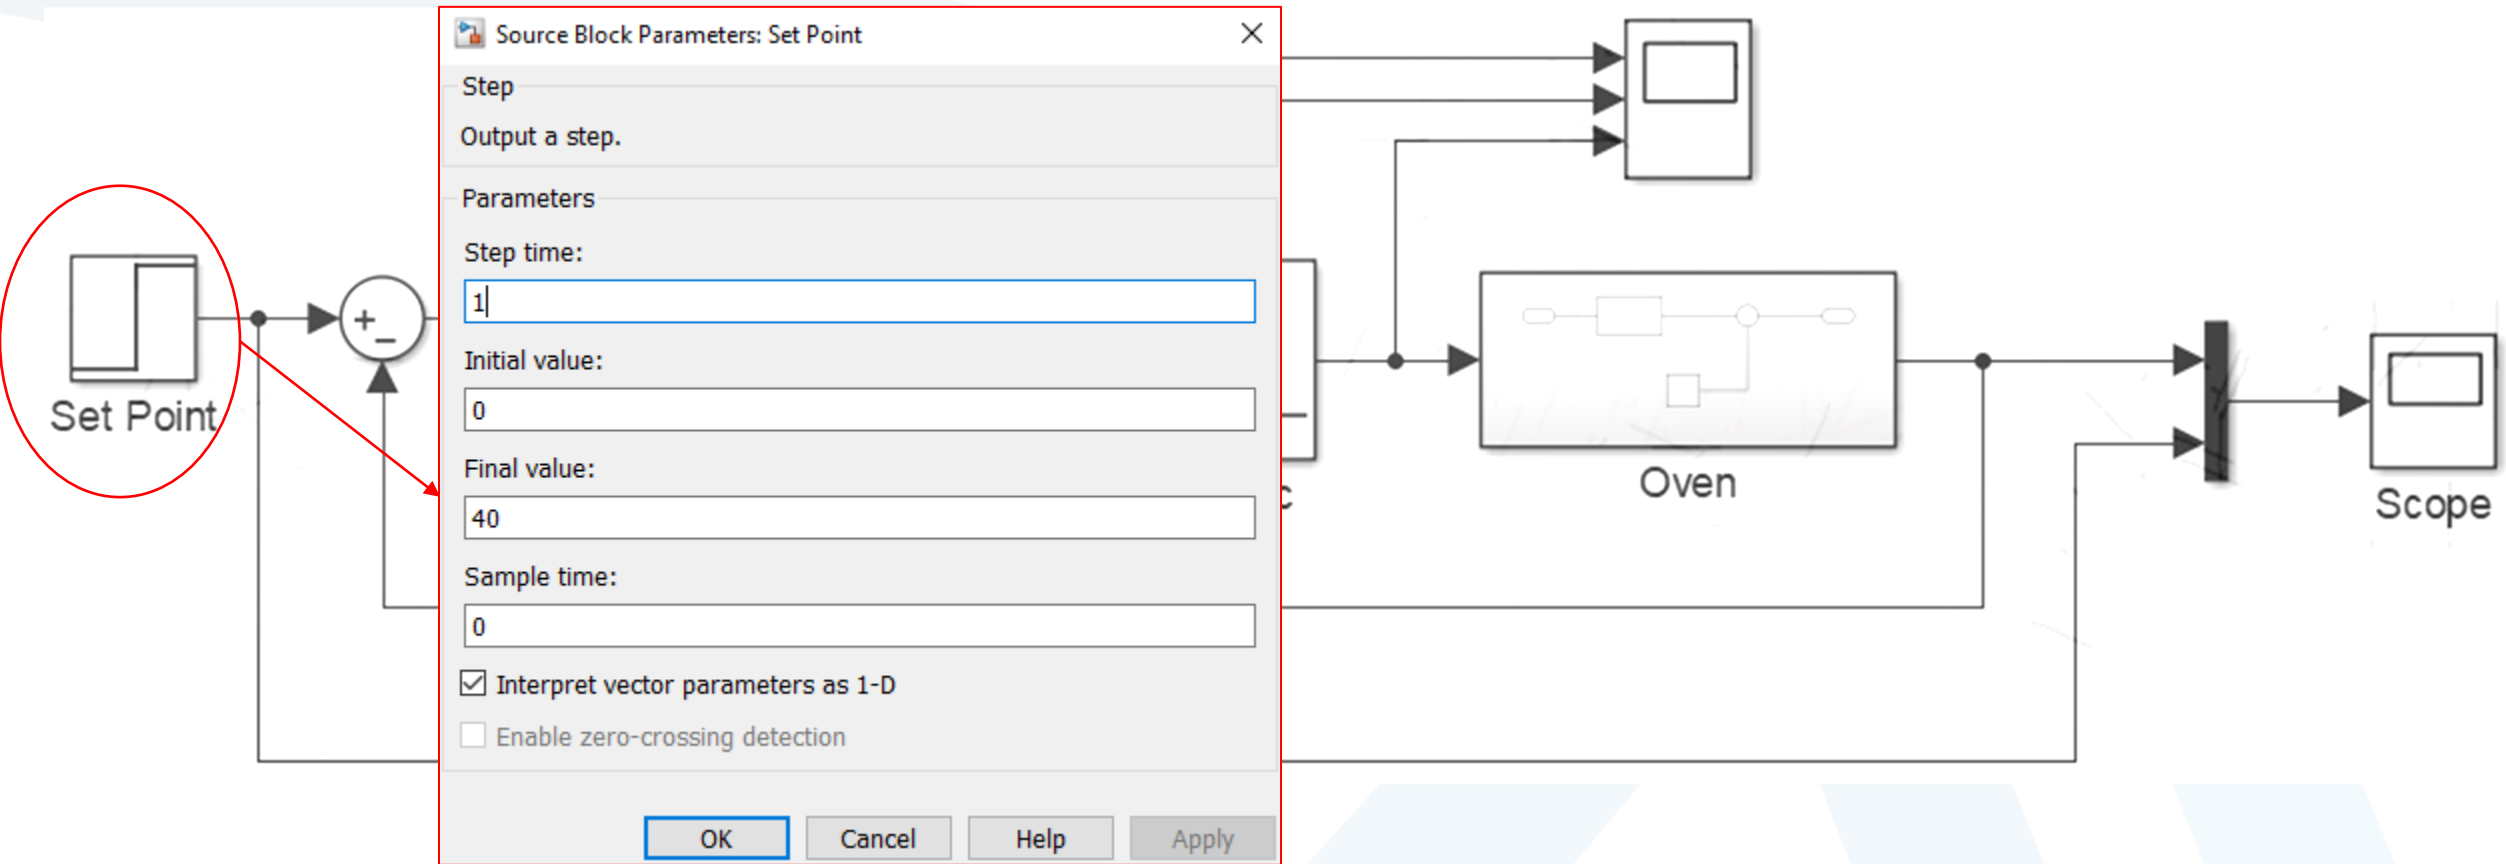 Source Block Parameters: Set Point
Step
Output a step.
Parameters
Step time:
1
Initial value:
0
Final value:
40
Sample time:
0
Interpret vector parameters as 1-D
Enable zero-crossing detection
OK Cancel Help Apply
Set Point
+
−
c
Oven
Scope